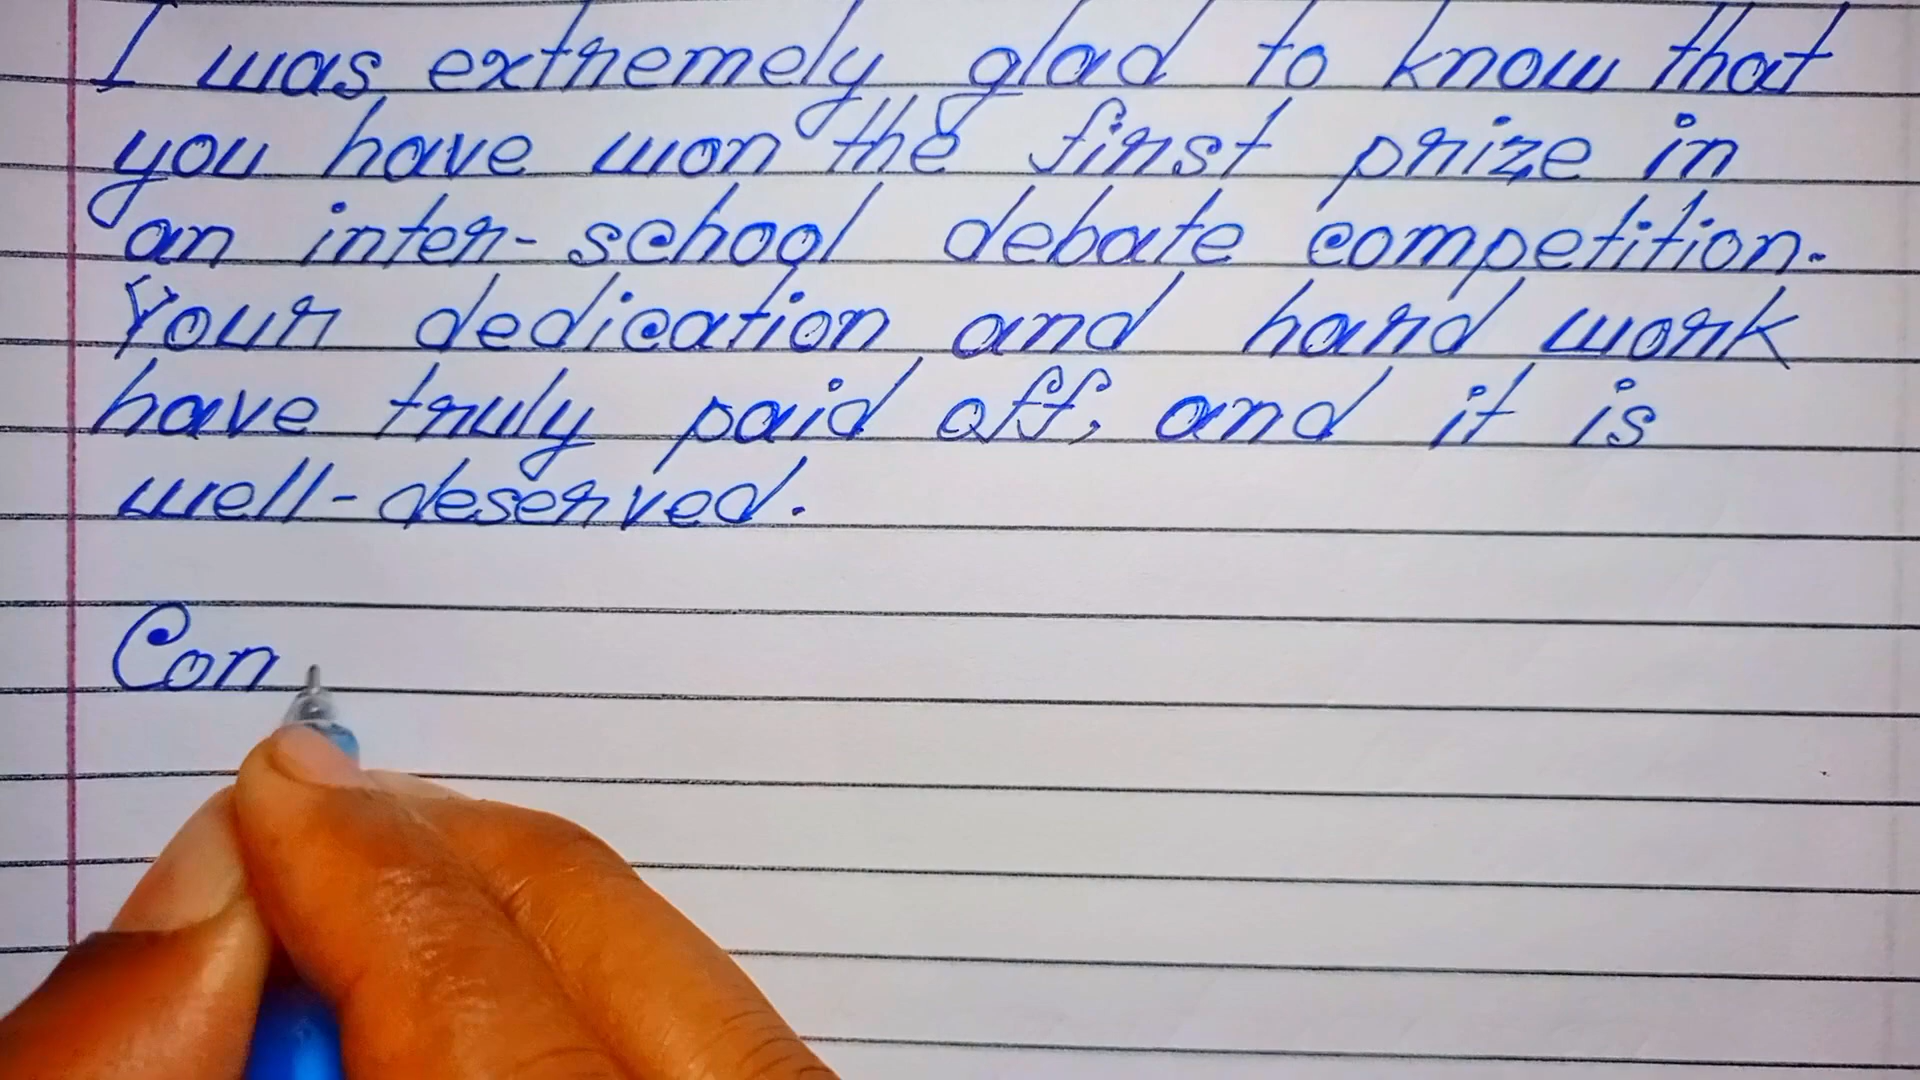 I was extremely glad to know that
you have won the first prize in
an inter-school debate competition.
Your dedication and hard work
have truly paid off, and it is
well-deserved.
Con